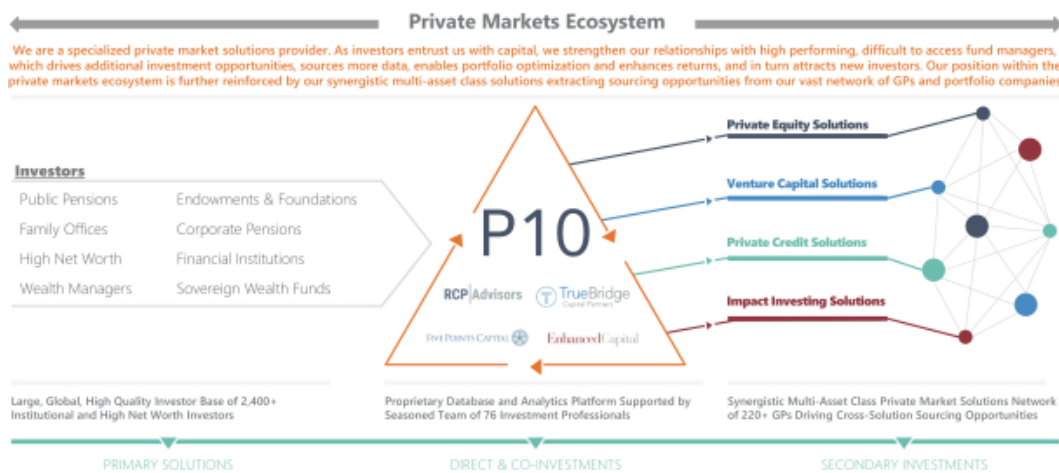 Private Markets Ecosystem
We are a specialized private market solutions provider. As investors entrust us with capital, we strengthen our relationships with high performing, difficult to access fund managers,
which drives additional investment opportunities, sources more data, enables portfolio optimization and enhances returns, and in turn attracts new investors. Our position within the
private markets ecosystem is further reinforced by our synergistic multi-asset class solutions extracting sourcing opportunities from our vast network of GPs and portfolio companies
Investors
Public Pensions
Family Offices
High Net Worth
Wealth Managers
Endowments & Foundations
Corporate Pensions
Financial Institutions
Sovereign Wealth Funds
P10
RCP|Advisors
TrueBridge
Capital Partners
Five Points Capital
EnhancedCapital
Private Equity Solutions
Venture Capital Solutions
Private Credit Solutions
Impact Investing Solutions
Large, Global, High Quality Investor Base of 2,400+
Institutional and High Net Worth Investors
Proprietary Database and Analytics Platform Supported by
Seasoned Team of 76 Investment Professionals
Synergistic Multi-Asset Class Private Market Solutions Network
of 220+ GPs Driving Cross-Solution Sourcing Opportunities
PRIMARY SOLUTIONS
DIRECT & CO-INVESTMENTS
SECONDARY INVESTMENTS